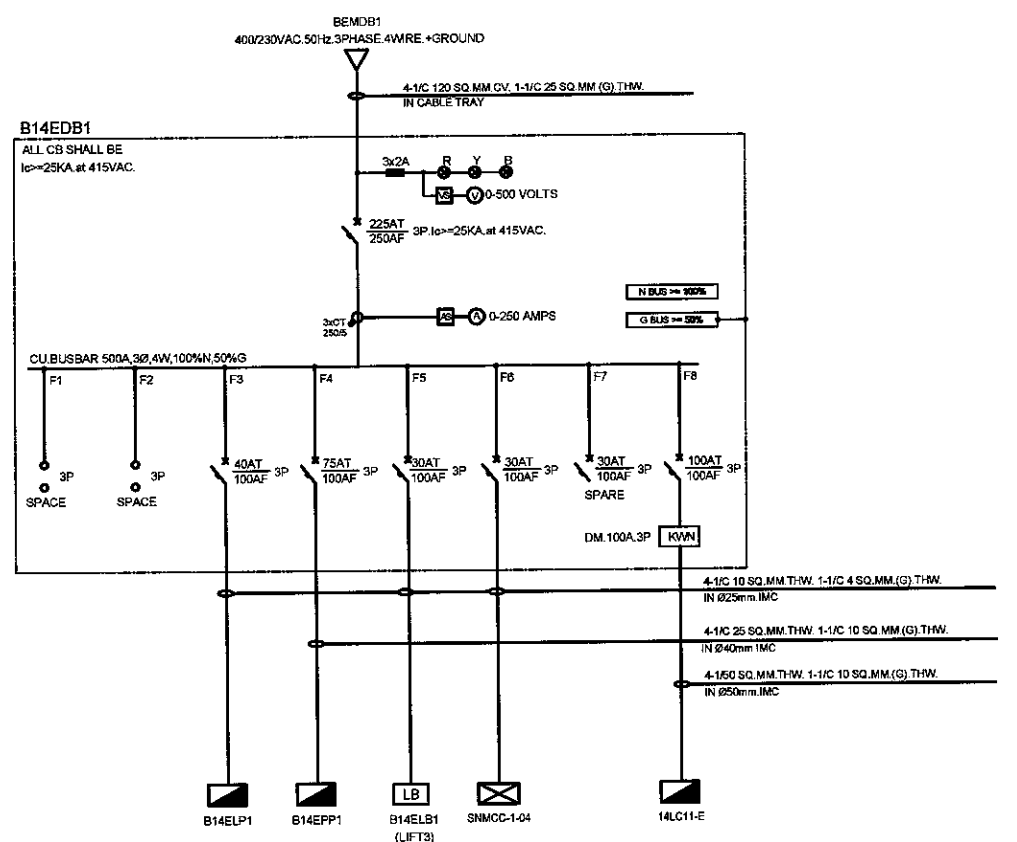 BEMDB1
400/230VAC.50Hz.3PHASE.4WIRE.+GROUND
4-1/C 120 SQ.MM.CV. 1-1/C 25 SQ.MM (G).THW.
IN CABLE TRAY
B14EDB1
ALL CB SHALL BE
Ic>=25KA.at 415VAC.
3x2A
R Y B
VS V 0-500 VOLTS
225AT
250AF 3P.Ic>=25KA.at 415VAC.
N BUS >= 100%
3xCT
250/5
AS A 0-250 AMPS
G BUS >= 50%
CU.BUSBAR 500A,3Ø,4W,100%N,50%G
F1 F2 F3 F4 F5 F6 F7 F8
3P
SPACE
3P
SPACE
40AT
100AF 3P
75AT
100AF 3P
30AT
100AF 3P
30AT
100AF 3P
30AT
100AF 3P
SPARE
100AT
100AF 3P
DM.100A.3P KWN
4-1/C 10 SQ.MM.THW. 1-1/C 4 SQ.MM.(G).THW.
IN Ø25mm.IMC
4-1/C 25 SQ.MM.THW. 1-1/C 10 SQ.MM.(G).THW.
IN Ø40mm IMC
4-1/50 SQ.MM.THW. 1-1/C 10 SQ.MM.(G).THW.
IN Ø50mm.IMC
LB
B14ELP1
B14EPP1
B14ELB1
(LIFT3)
SNMCC-1-04
14LC11-E